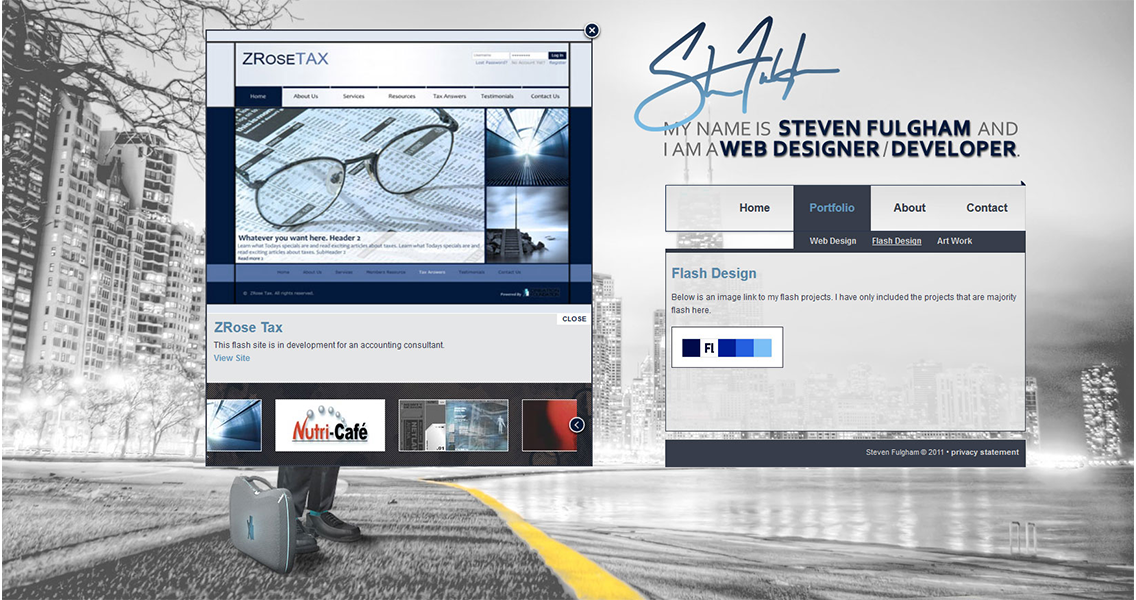 ZROSETAX
Username
Log In
Lost Password?
No Account Yet?
Register
Home
About Us
Services
Resources
Tax Answers
Testimonials
Contact Us
Whatever you want here. Header 2
Learn what Todays specials are and read exciting articles about taxes. Learn what Todays specials are and
read exciting articles about taxes. SubHeader 2
Read more 2
Home
About Us
Services
Members Resource
Tax Answers
Testimonials
Contact Us
© ZRose Tax. All rights reserved.
Powered By
CLOSE
ZRose Tax
This flash site is in development for an accounting consultant.
View Site
Nutri-Café
MY NAME IS STEVEN FULGHAM AND
I AM A WEB DESIGNER / DEVELOPER.
Home
Portfolio
About
Contact
Web Design
Flash Design
Art Work
Flash Design
Below is an image link to my flash projects. I have only included the projects that are majority
flash here.
FL
Steven Fulgham © 2011 • privacy statement